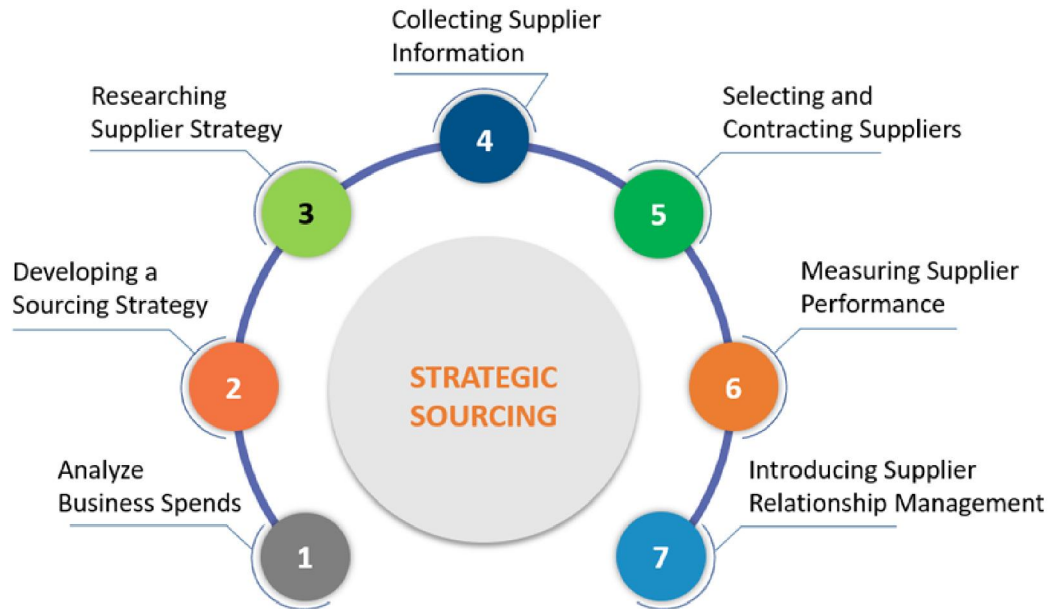 STRATEGIC
SOURCING
1
Analyze
Business Spends
2
Developing a
Sourcing Strategy
3
Researching
Supplier Strategy
4
Collecting Supplier
Information
5
Selecting and
Contracting Suppliers
6
Measuring Supplier
Performance
7
Introducing Supplier
Relationship Management